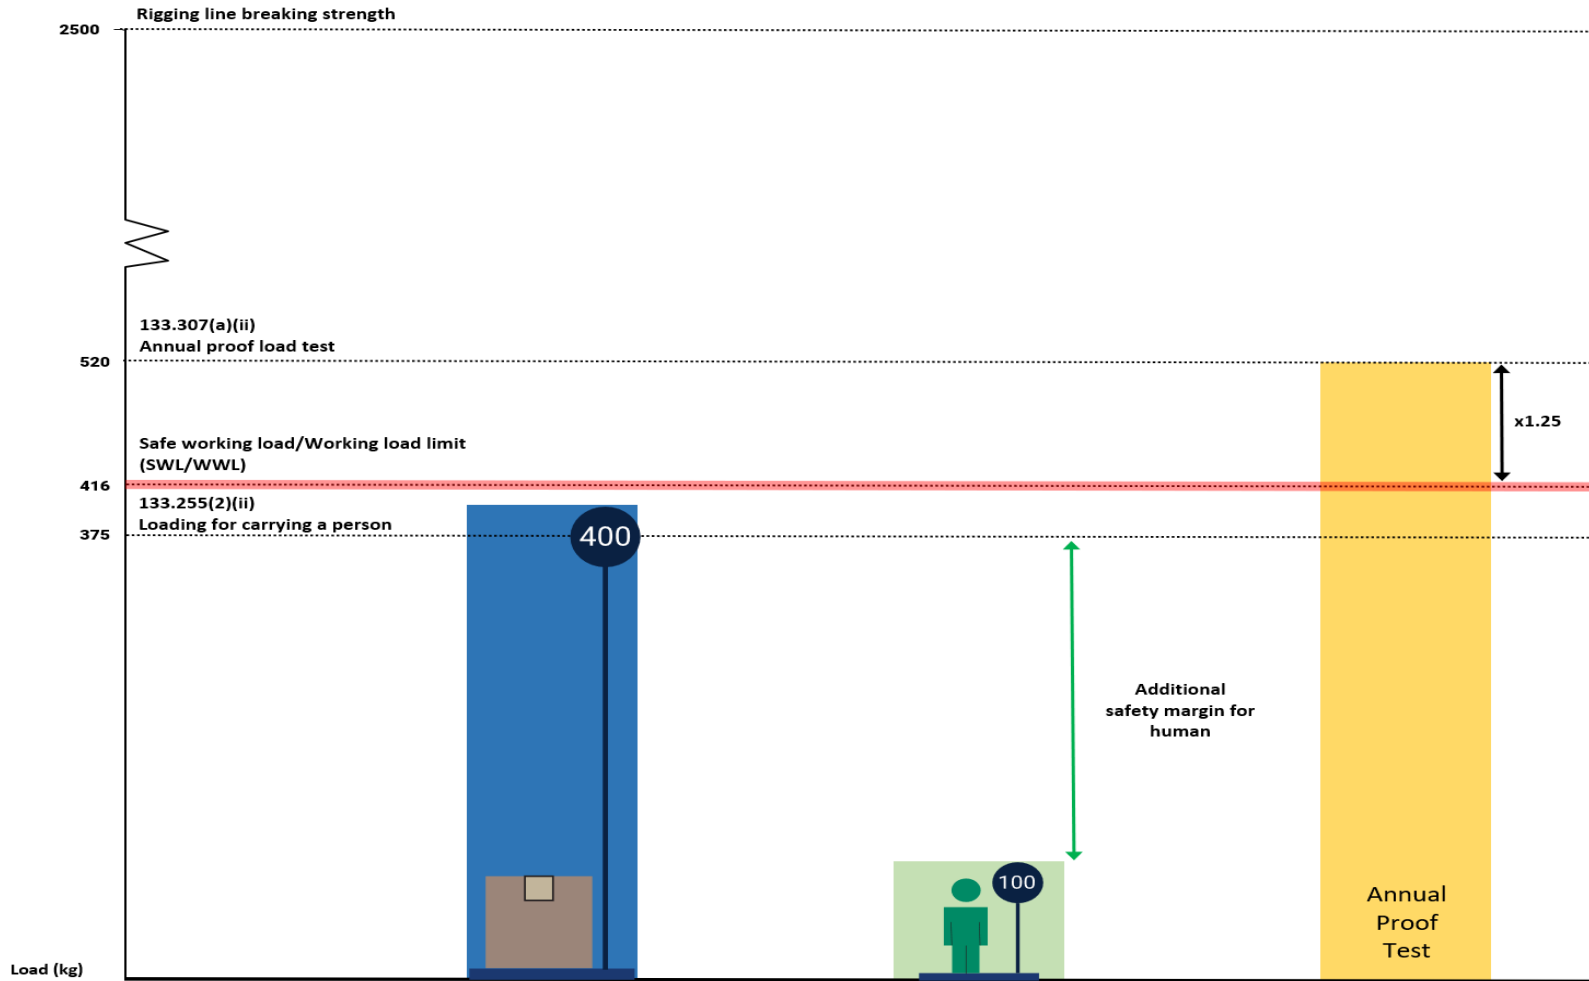 Rigging line breaking strength
2500
133.307(a)(ii)
Annual proof load test
520
x1.25
Safe working load/Working load limit
(SWL/WWL)
416
133.255(2)(ii)
Loading for carrying a person
375
400
Additional
safety margin for
human
100
Annual
Proof
Test
Load (kg)